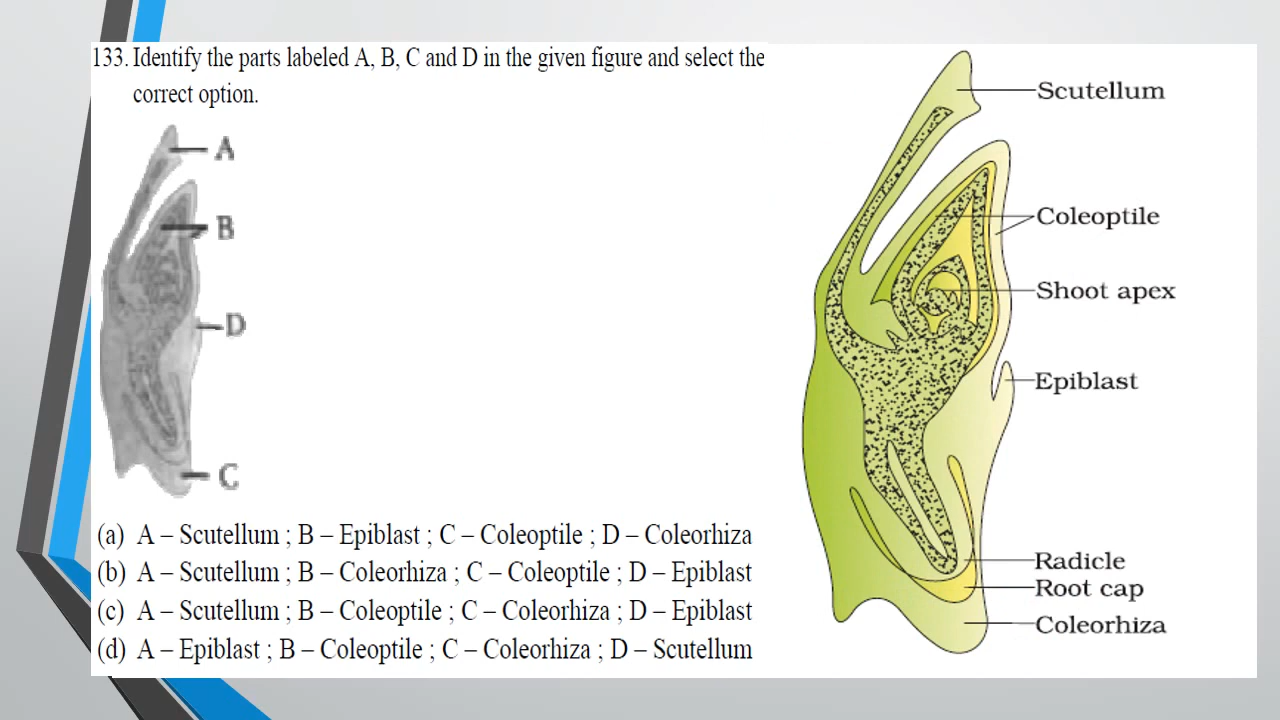 133. Identify the parts labeled A, B, C and D in the given figure and select the
correct option.
A
B
D
C
(a) A – Scutellum ; B – Epiblast ; C – Coleoptile ; D – Coleorhiza
(b) A – Scutellum ; B – Coleorhiza ; C – Coleoptile ; D – Epiblast
(c) A – Scutellum ; B – Coleoptile ; C – Coleorhiza ; D – Epiblast
(d) A – Epiblast ; B – Coleoptile ; C – Coleorhiza ; D – Scutellum
Scutellum
Coleoptile
Shoot apex
Epiblast
Radicle
Root cap
Coleorhiza